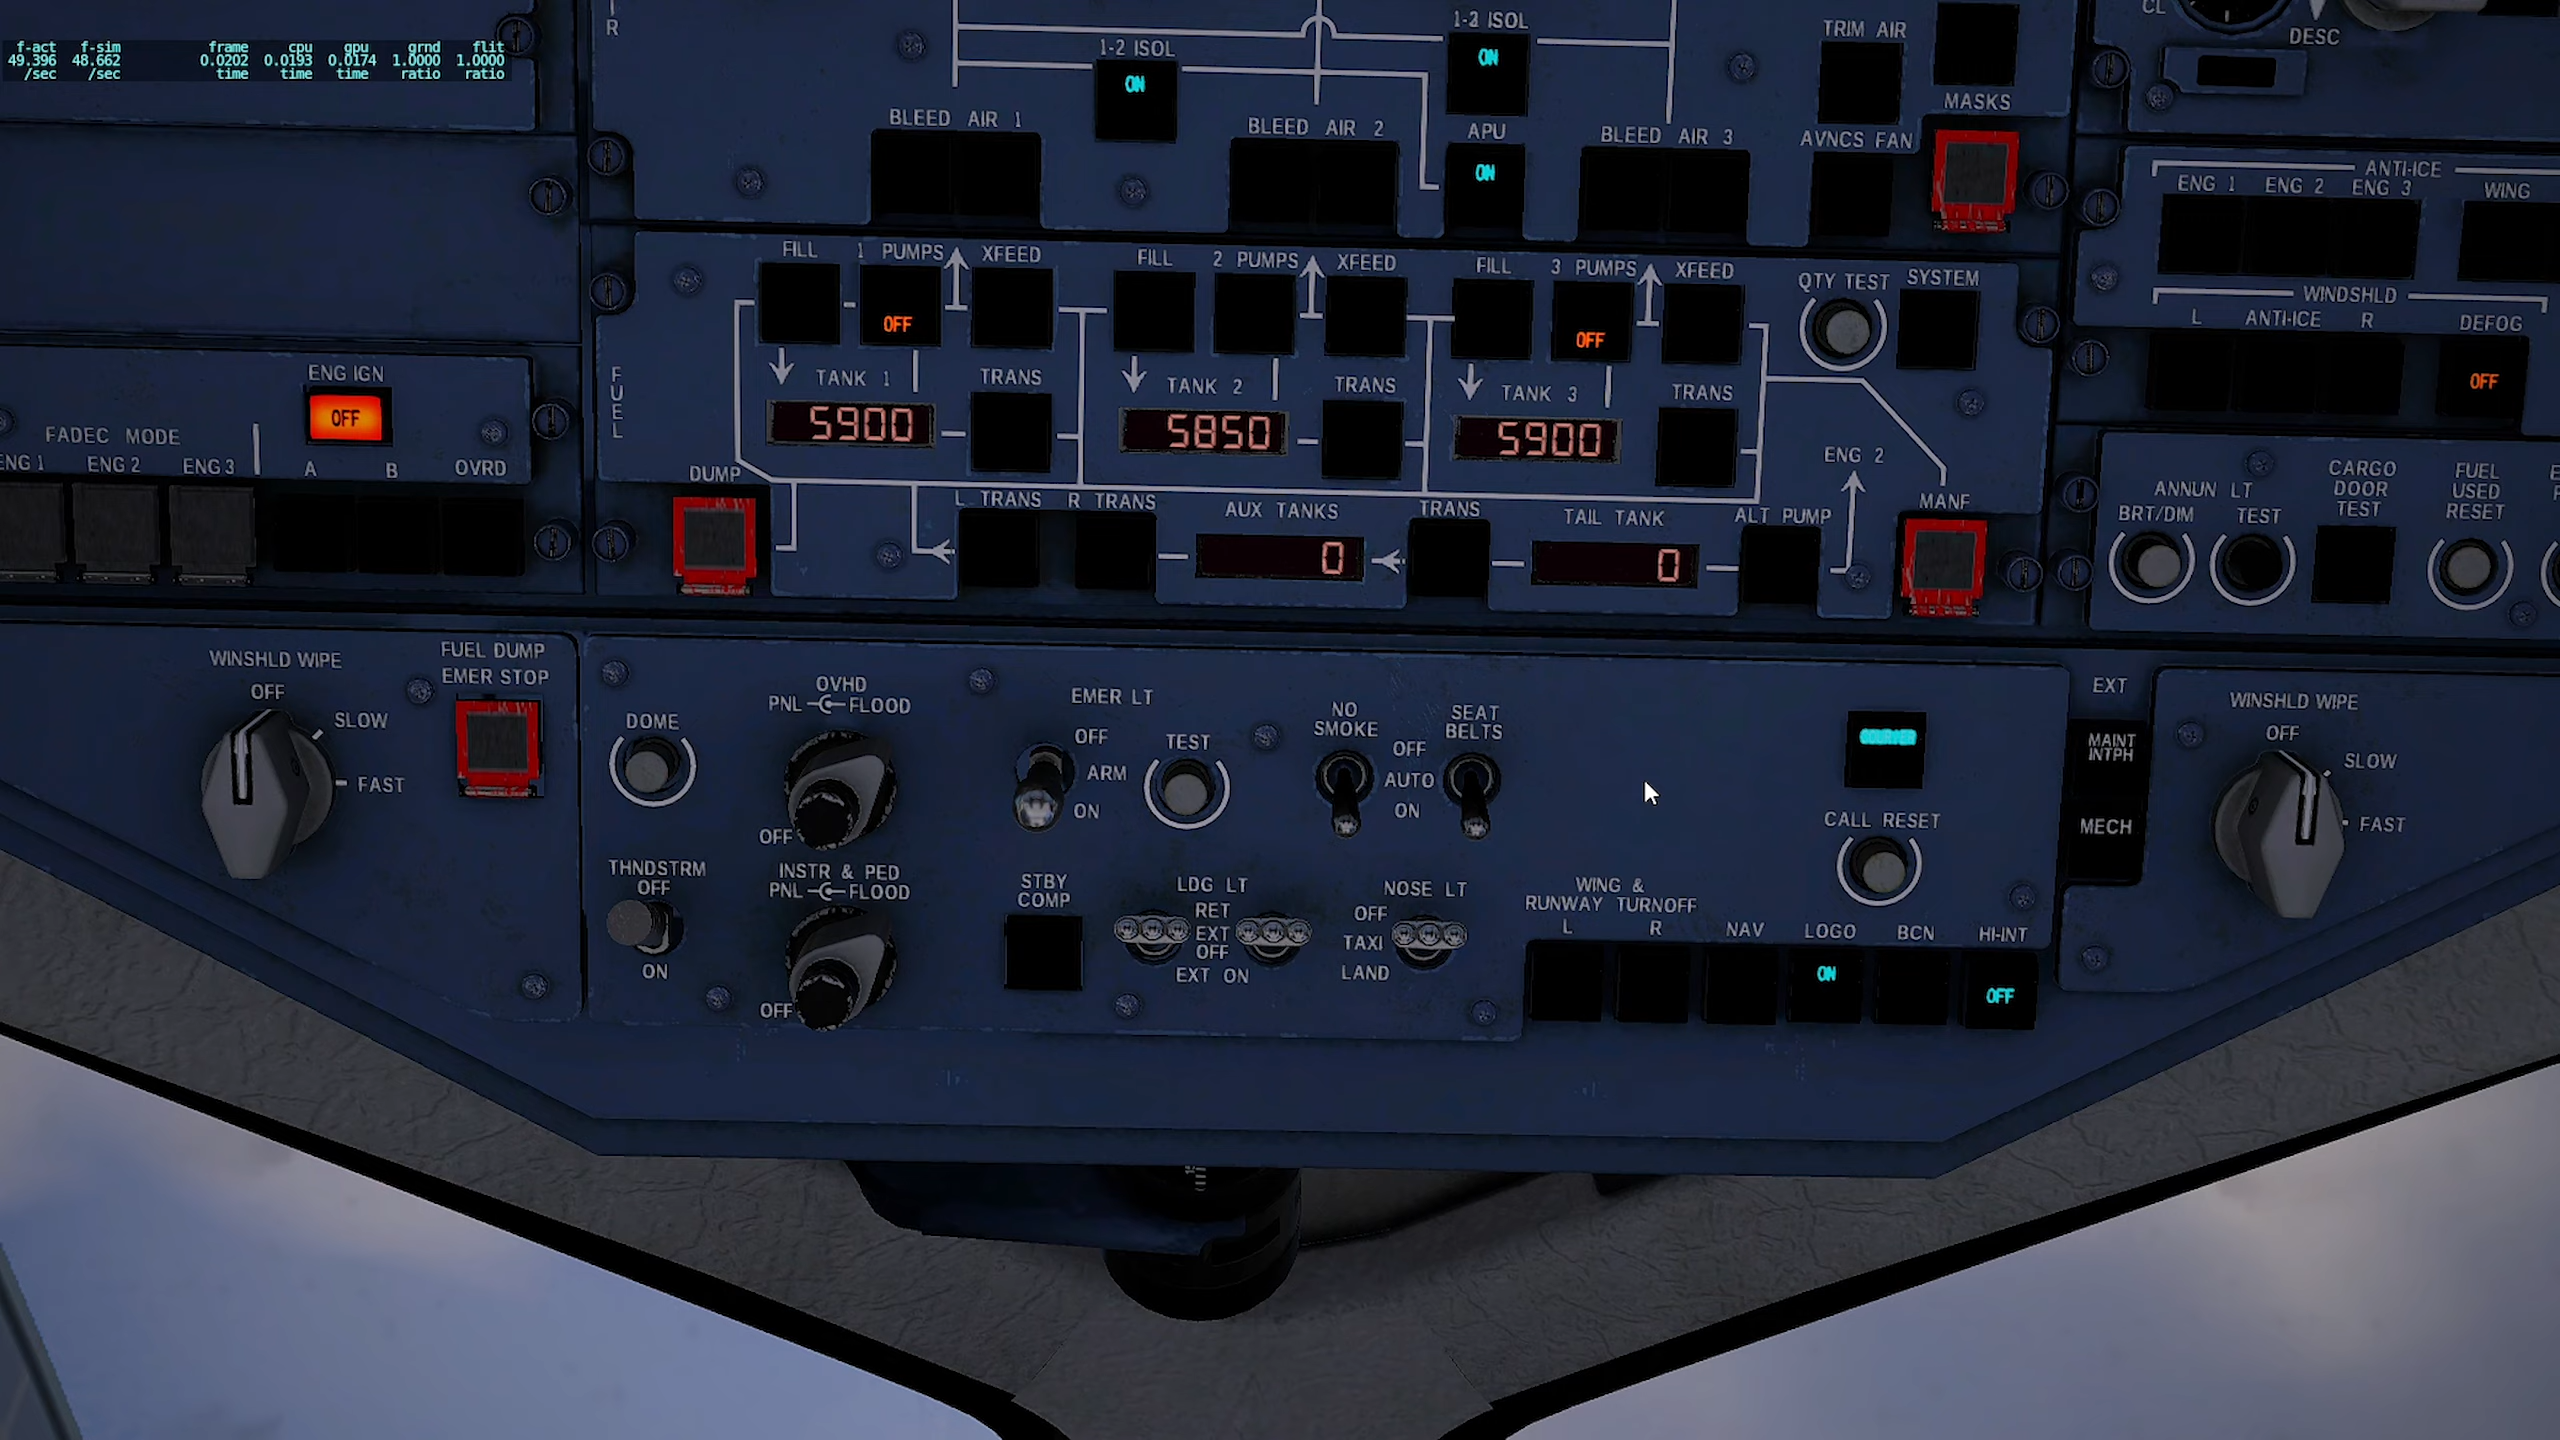 f-act f-sim frame cpu gpu grnd flit
49.396 48.662 0.0202 0.0193 0.0174 1.0000 1.0000
/sec /sec time time time ratio ratio
R
1-2 ISOL
ON
1-2 ISOL
ON
TRIM AIR
CL
DESC
MASKS
BLEED AIR 1
BLEED AIR 2
APU
ON
BLEED AIR 3
AVNCS FAN
ANTI-ICE
ENG 1 ENG 2 ENG 3 WING
FILL 1 PUMPS XFEED FILL 2 PUMPS XFEED FILL 3 PUMPS XFEED
OFF
OFF
QTY TEST SYSTEM
WINDSHLD
L ANTI-ICE R DEFOG
OFF
FUEL
TANK 1 TRANS TANK 2 TRANS TANK 3 TRANS
5900 5850 5900
ENG IGN
OFF
FADEC MODE
ENG 1 ENG 2 ENG 3 A B OVRD
DUMP
L TRANS R TRANS AUX TANKS TRANS TAIL TANK ALT PUMP
0 0
ENG 2
MANF
ANNUN LT
BRT/DIM TEST
CARGO
DOOR
TEST
FUEL
USED
RESET
WINSHLD WIPE
OFF
SLOW
FAST
FUEL DUMP
EMER STOP
DOME
OVHD
PNL FLOOD
OFF
EMER LT
OFF
ARM
ON
TEST
NO
SMOKE
OFF
AUTO
ON
SEAT
BELTS
CALL RESET
EXT
MAINT
INTPH
MECH
WINSHLD WIPE
OFF
SLOW
FAST
THNDSTRM
OFF
ON
INSTR & PED
PNL FLOOD
OFF
STBY
COMP
LDG LT
RET
EXT
OFF
EXT ON
NOSE LT
OFF
TAXI
LAND
WING &
RUNWAY TURNOFF
L R NAV LOGO BCN HI-INT
ON
OFF